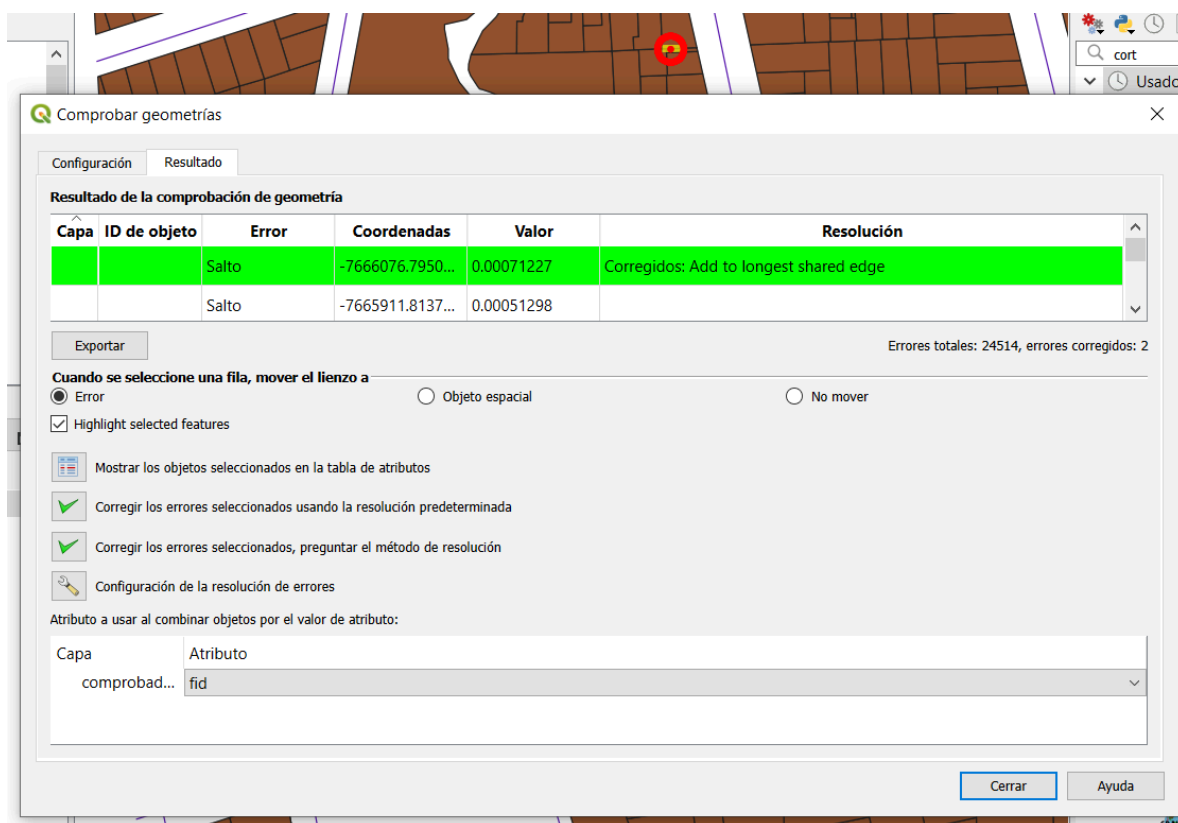 cort
Usado
Comprobar geometrías
Configuración Resultado
Resultado de la comprobación de geometría
Capa ID de objeto Error Coordenadas Valor Resolución
Salto -7666076.7950... 0.00071227 Corregidos: Add to longest shared edge
Salto -7665911.8137... 0.00051298
Exportar Errores totales: 24514, errores corregidos: 2
Cuando se seleccione una fila, mover el lienzo a
Error Objeto espacial No mover
Highlight selected features
Mostrar los objetos seleccionados en la tabla de atributos
Corregir los errores seleccionados usando la resolución predeterminada
Corregir los errores seleccionados, preguntar el método de resolución
Configuración de la resolución de errores
Atributo a usar al combinar objetos por el valor de atributo:
Capa Atributo
comprobad... fid
Cerrar Ayuda